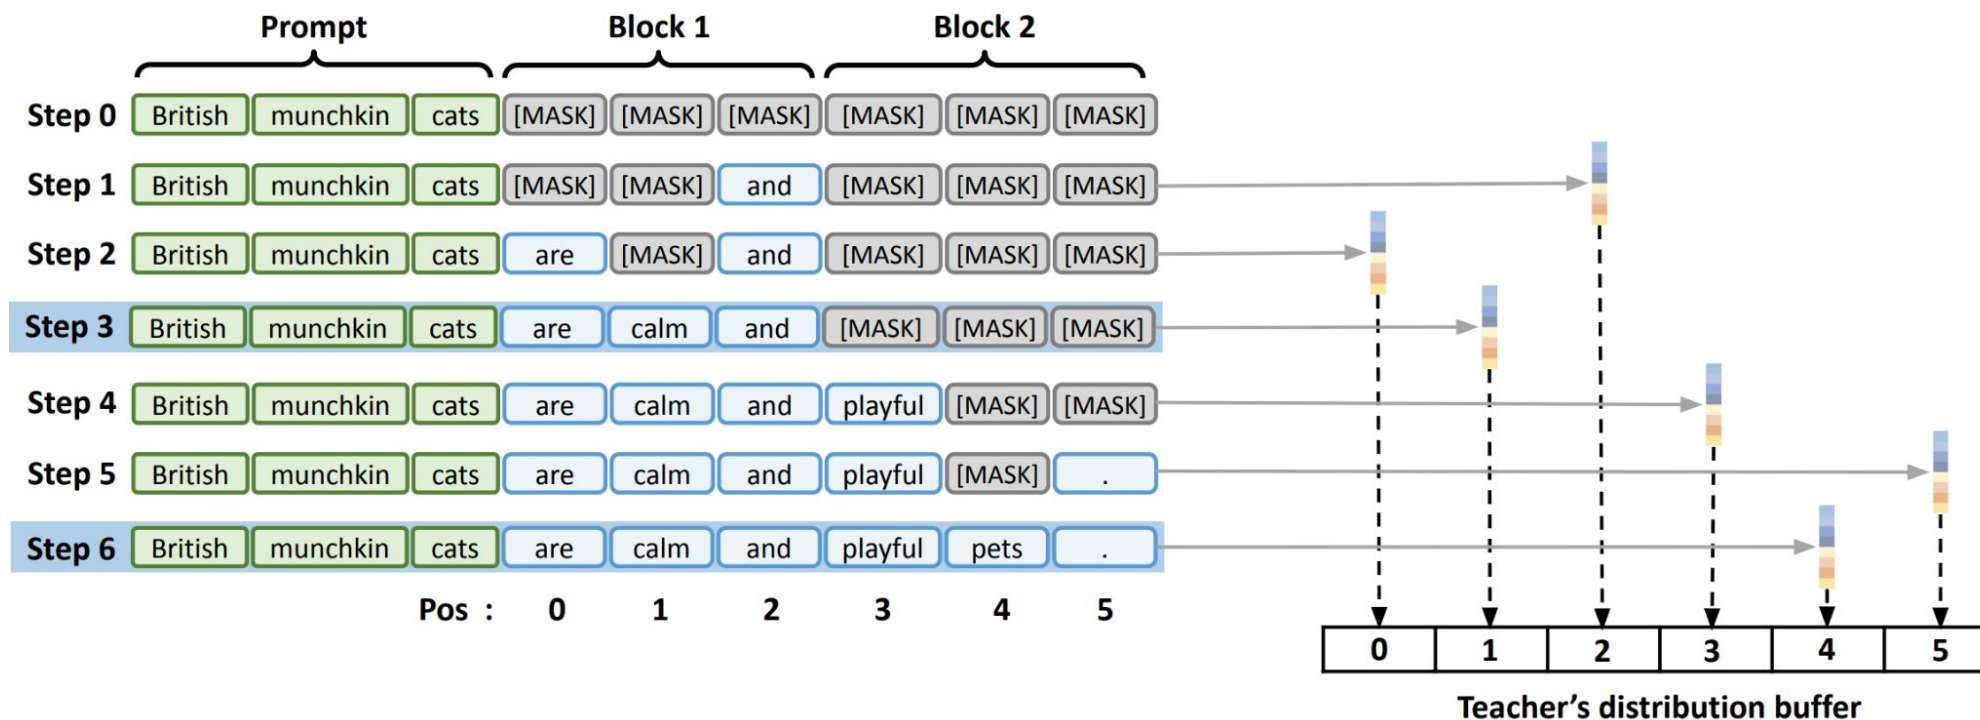 Prompt Block 1 Block 2
Step 0 British munchkin cats [MASK] [MASK] [MASK] [MASK] [MASK] [MASK]
Step 1 British munchkin cats [MASK] [MASK] and [MASK] [MASK] [MASK]
Step 2 British munchkin cats are [MASK] and [MASK] [MASK] [MASK]
Step 3 British munchkin cats are calm and [MASK] [MASK] [MASK]
Step 4 British munchkin cats are calm and playful [MASK] [MASK]
Step 5 British munchkin cats are calm and playful [MASK] .
Step 6 British munchkin cats are calm and playful pets .
Pos : 0 1 2 3 4 5
0 1 2 3 4 5
Teacher's distribution buffer